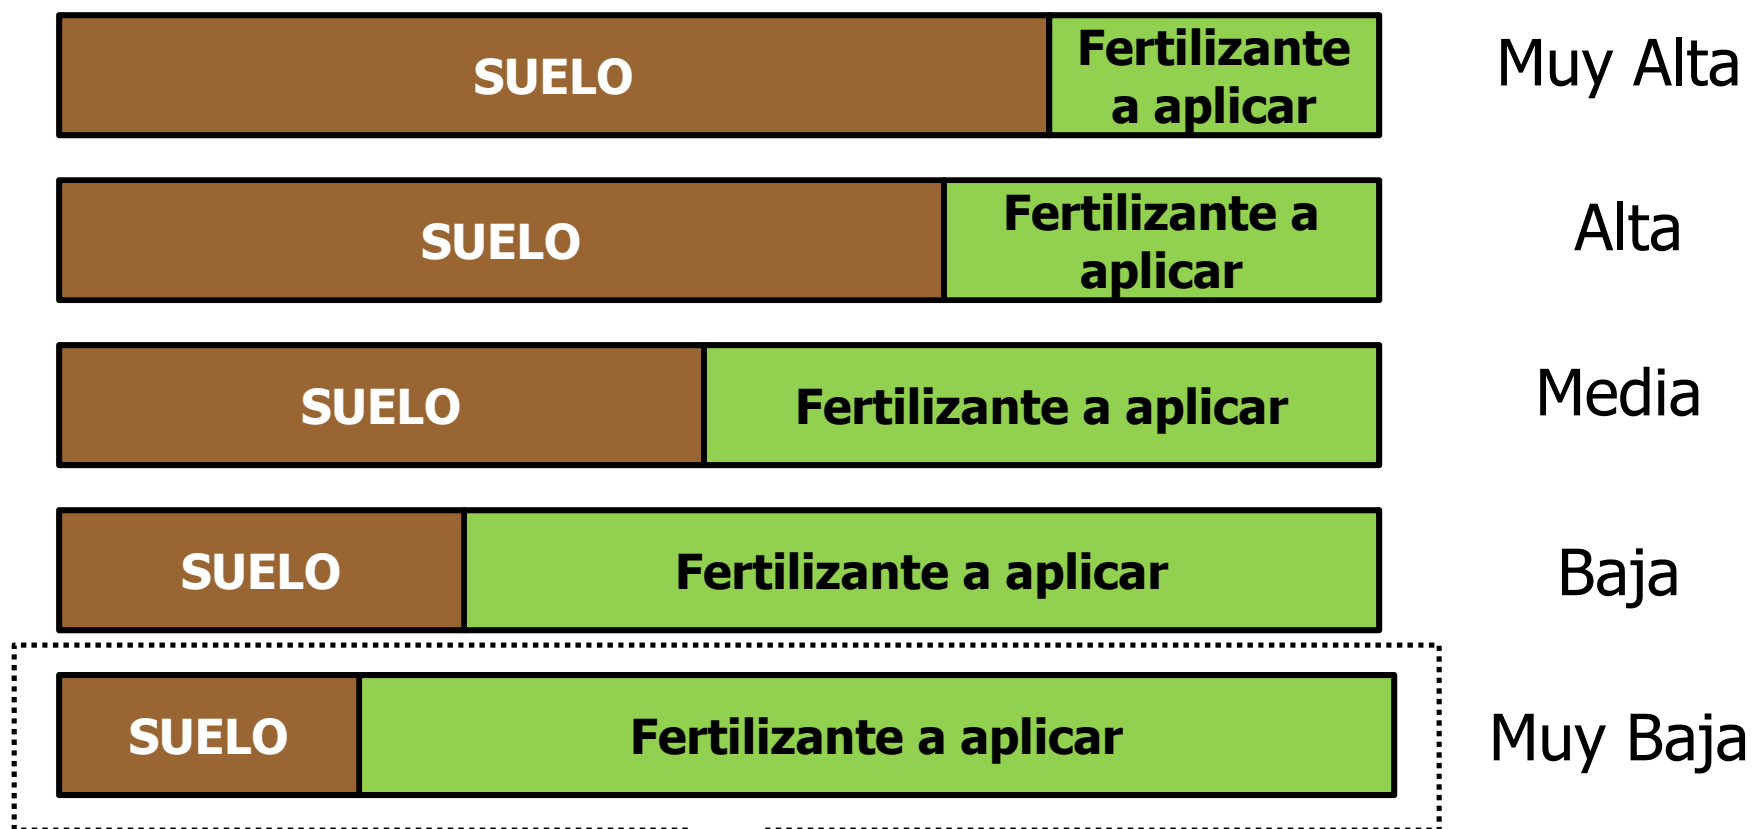 SUELO
Fertilizante
a aplicar
Muy Alta
SUELO
Fertilizante a
aplicar
Alta
SUELO
Fertilizante a aplicar
Media
SUELO
Fertilizante a aplicar
Baja
SUELO
Fertilizante a aplicar
Muy Baja